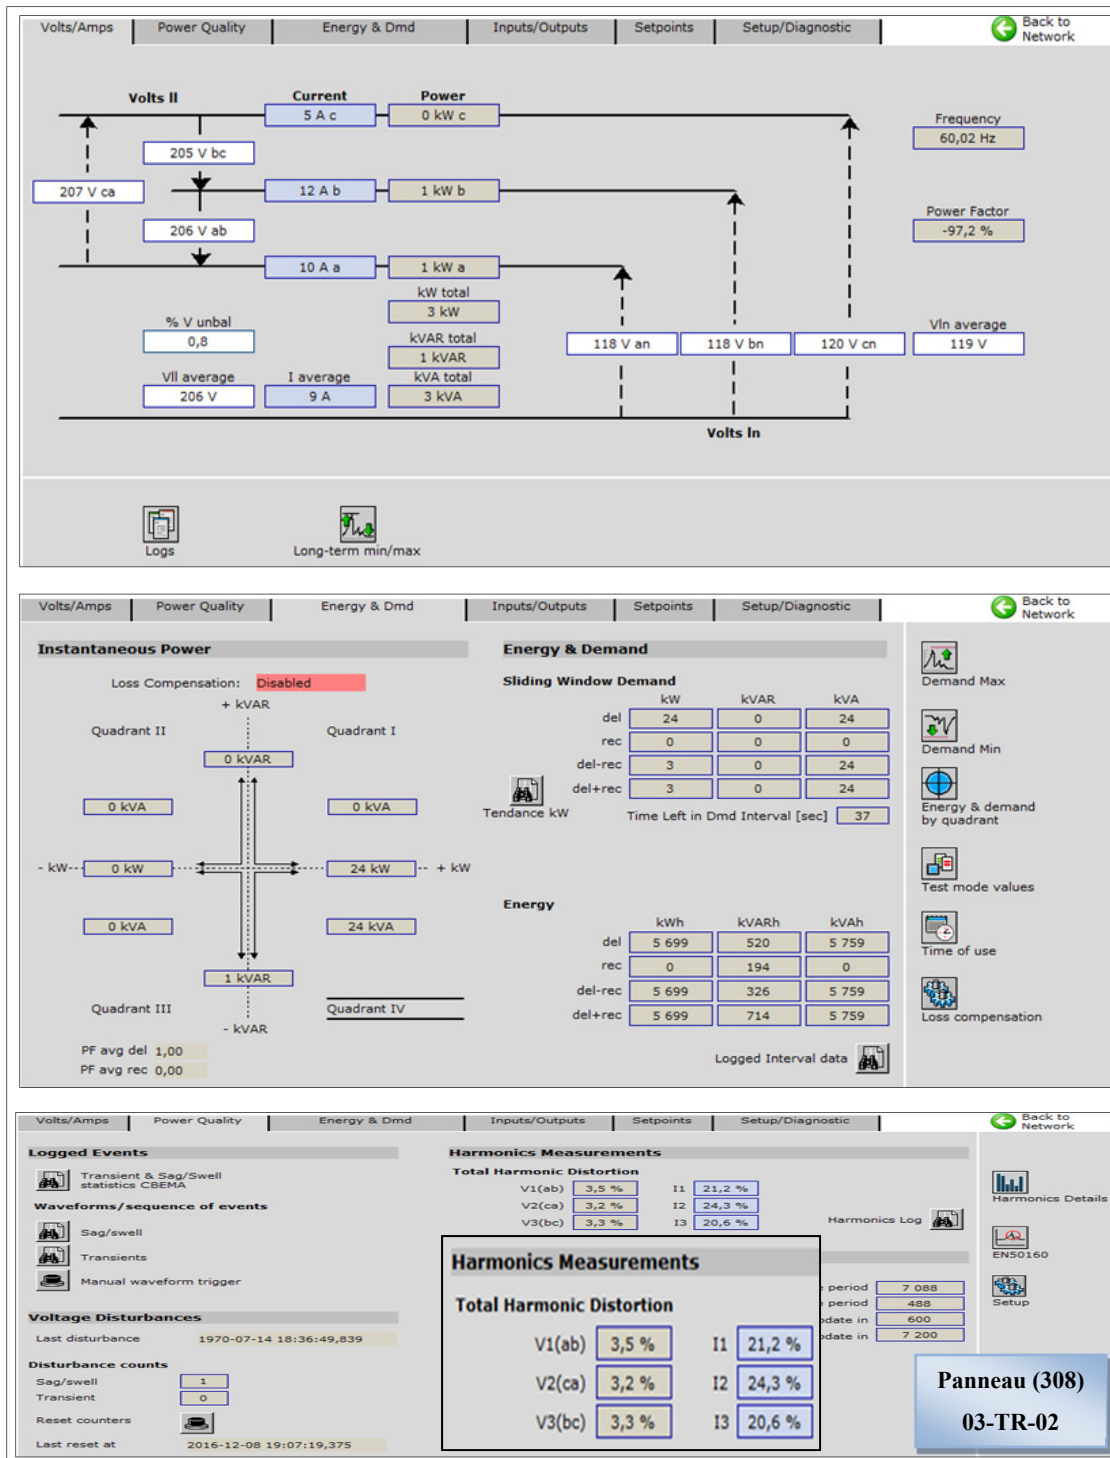 Volts/Amps Power Quality Energy & Dmd Inputs/Outputs Setpoints Setup/Diagnostic Back to Network
Volts ll Current Power
5 A c 0 kW c
Frequency
60,02 Hz
205 V bc
207 V ca 12 A b 1 kW b
Power Factor
-97,2 %
206 V ab
10 A a 1 kW a
kW total
3 kW
% V unbal
0,8
kVAR total
1 kVAR
118 V an 118 V bn 120 V cn
Vln average
119 V
Vll average I average kVA total
206 V 9 A 3 kVA
Volts ln
Logs Long-term min/max
Volts/Amps Power Quality Energy & Dmd Inputs/Outputs Setpoints Setup/Diagnostic Back to Network
Instantaneous Power
Loss Compensation: Disabled
+ kVAR
Quadrant II Quadrant I
0 kVAR
0 kVA 0 kVA
- kW 0 kW 24 kW + kW
0 kVA 24 kVA
1 kVAR
Quadrant III Quadrant IV
- kVAR
PF avg del 1,00
PF avg rec 0,00
Energy & Demand
Sliding Window Demand
kW kVAR kVA
del 24 0 24
rec 0 0 0
del-rec 3 0 24
del+rec 3 0 24
Tendance kW
Time Left in Dmd Interval [sec] 37
Energy
kWh kVARh kVAh
del 5 699 520 5 759
rec 0 194 0
del-rec 5 699 326 5 759
del+rec 5 699 714 5 759
Logged Interval data
Demand Max
Demand Min
Energy & demand
by quadrant
Test mode values
Time of use
Loss compensation
Volts/Amps Power Quality Energy & Dmd Inputs/Outputs Setpoints Setup/Diagnostic Back to Network
Logged Events
Transient & Sag/Swell
statistics CBEMA
Waveforms/sequence of events
Sag/swell
Transients
Manual waveform trigger
Voltage Disturbances
Last disturbance 1970-07-14 18:36:49,839
Disturbance counts
Sag/swell 1
Transient 0
Reset counters
Last reset at 2016-12-08 19:07:19,375
Harmonics Measurements
Total Harmonic Distortion
V1(ab) 3,5 % I1 21,2 %
V2(ca) 3,2 % I2 24,3 %
V3(bc) 3,3 % I3 20,6 %
Harmonics Log
Harmonics Measurements
Total Harmonic Distortion
V1(ab) 3,5 % I1 21,2 %
V2(ca) 3,2 % I2 24,3 %
V3(bc) 3,3 % I3 20,6 %
period 7 088
period 488
date in 600
date in 7 200
Harmonics Details
EN50160
Setup
Panneau (308)
03-TR-02